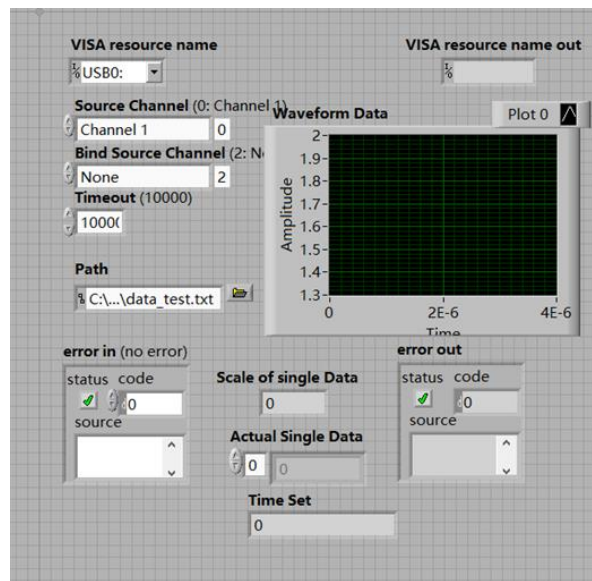 VISA resource name
USB0:
VISA resource name out
Source Channel (0: Channel 1)
Channel 1 0
Bind Source Channel (2: N
None 2
Timeout (10000)
1000
Path
C:\...\data_test.txt
Waveform Data
Plot 0
2
1.9
1.8
1.7
1.6
1.5
1.4
1.3
Amplitude
0 2E-6 4E-6
Time
error in (no error)
status code
0
source
Scale of single Data
0
Actual Single Data
0 0
Time Set
0
error out
status code
0
source